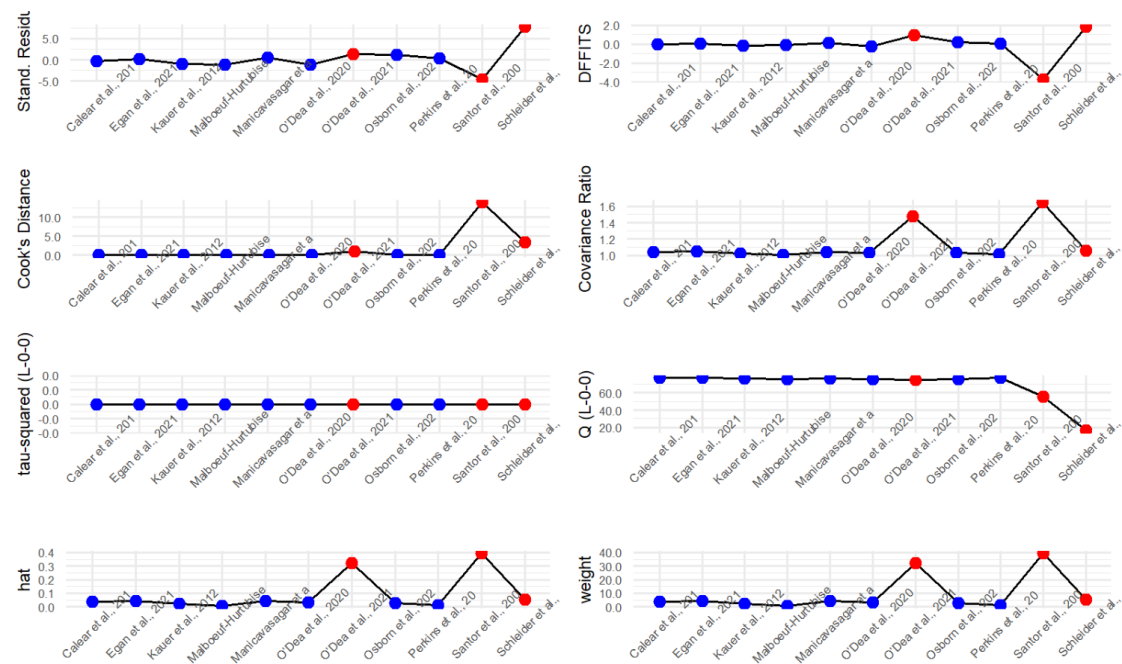 Stand. Residu
5.0
0.0
-5.0
Calear et al., 201
Egan et al., 2021
Kauer et al., 2012
Malboeuf-Hurtubise
Manicavasagar et a
O'Dea et al., 2020
O'Dea et al., 2021
Osborn et al., 202
Perkins et al., 20
Santor et al., 200
Schleider et al.,
DFFITS
2.0
0.0
-2.0
-4.0
Calear et al., 201
Egan et al., 2021
Kauer et al., 2012
Malboeuf-Hurtubise
Manicavasagar et a
O'Dea et al., 2020
O'Dea et al., 2021
Osborn et al., 202
Perkins et al., 20
Santor et al., 200
Schleider et al.,
Cook's Distance
10.0
5.0
0.0
Calear et al., 201
Egan et al., 2021
Kauer et al., 2012
Malboeuf-Hurtubise
Manicavasagar et a
O'Dea et al., 2020
O'Dea et al., 2021
Osborn et al., 202
Perkins et al., 20
Santor et al., 200
Schleider et al.,
Covariance Ratio
1.6
1.4
1.2
1.0
Calear et al., 201
Egan et al., 2021
Kauer et al., 2012
Malboeuf-Hurtubise
Manicavasagar et a
O'Dea et al., 2020
O'Dea et al., 2021
Osborn et al., 202
Perkins et al., 20
Santor et al., 200
Schleider et al.,
tau-squared (L-0-0)
0.0
0.0
0.0
-0.0
-0.0
Calear et al., 201
Egan et al., 2021
Kauer et al., 2012
Malboeuf-Hurtubise
Manicavasagar et a
O'Dea et al., 2020
O'Dea et al., 2021
Osborn et al., 202
Perkins et al., 20
Santor et al., 200
Schleider et al.,
Q (L-0-0)
60.0
40.0
20.0
Calear et al., 201
Egan et al., 2021
Kauer et al., 2012
Malboeuf-Hurtubise
Manicavasagar et a
O'Dea et al., 2020
O'Dea et al., 2021
Osborn et al., 202
Perkins et al., 20
Santor et al., 200
Schleider et al.,
hat
0.4
0.3
0.2
0.1
0.0
Calear et al., 201
Egan et al., 2021
Kauer et al., 2012
Malboeuf-Hurtubise
Manicavasagar et a
O'Dea et al., 2020
O'Dea et al., 2021
Osborn et al., 202
Perkins et al., 20
Santor et al., 200
Schleider et al.,
weight
40.0
30.0
20.0
10.0
0.0
Calear et al., 201
Egan et al., 2021
Kauer et al., 2012
Malboeuf-Hurtubise
Manicavasagar et a
O'Dea et al., 2020
O'Dea et al., 2021
Osborn et al., 202
Perkins et al., 20
Santor et al., 200
Schleider et al.,